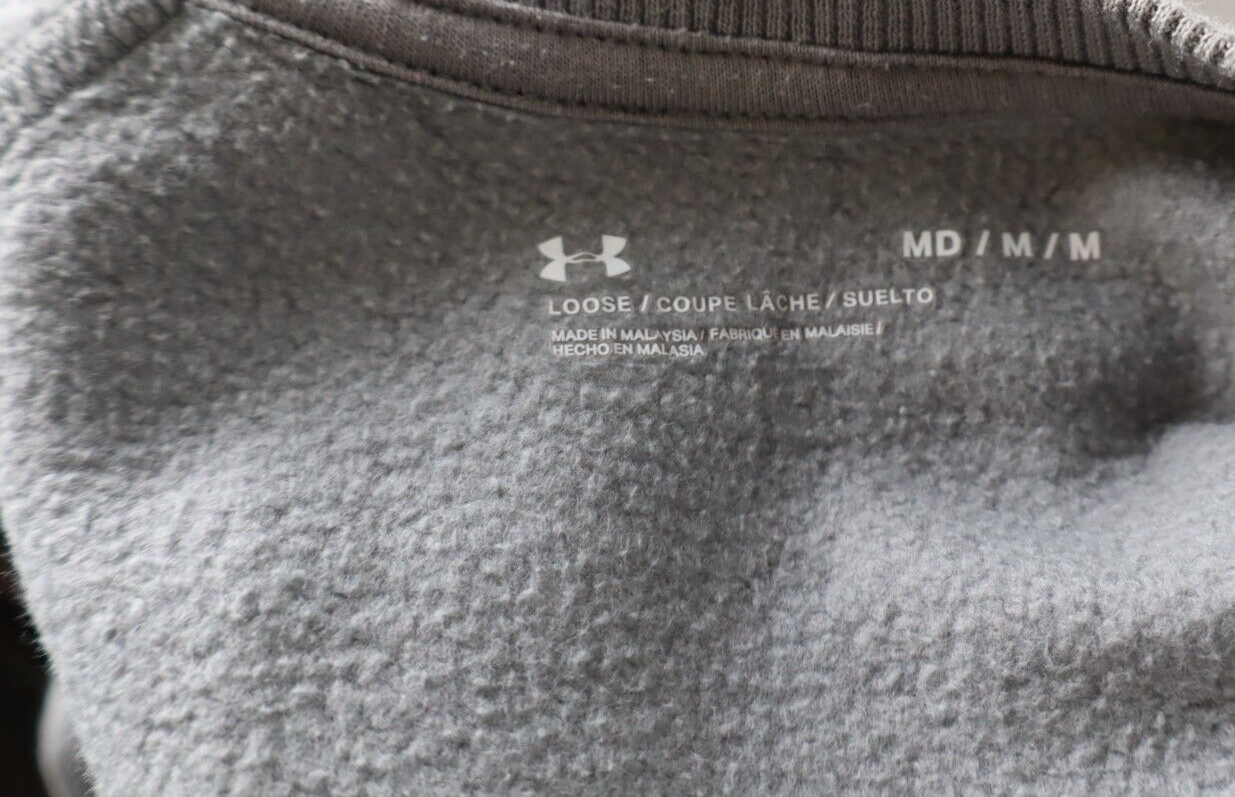 MD / M / M
LOOSE / COUPE LÂCHE / SUELTO
MADE IN MALAYSIA / FABRIQUÉ EN MALAISIE /
HECHO EN MALASIA